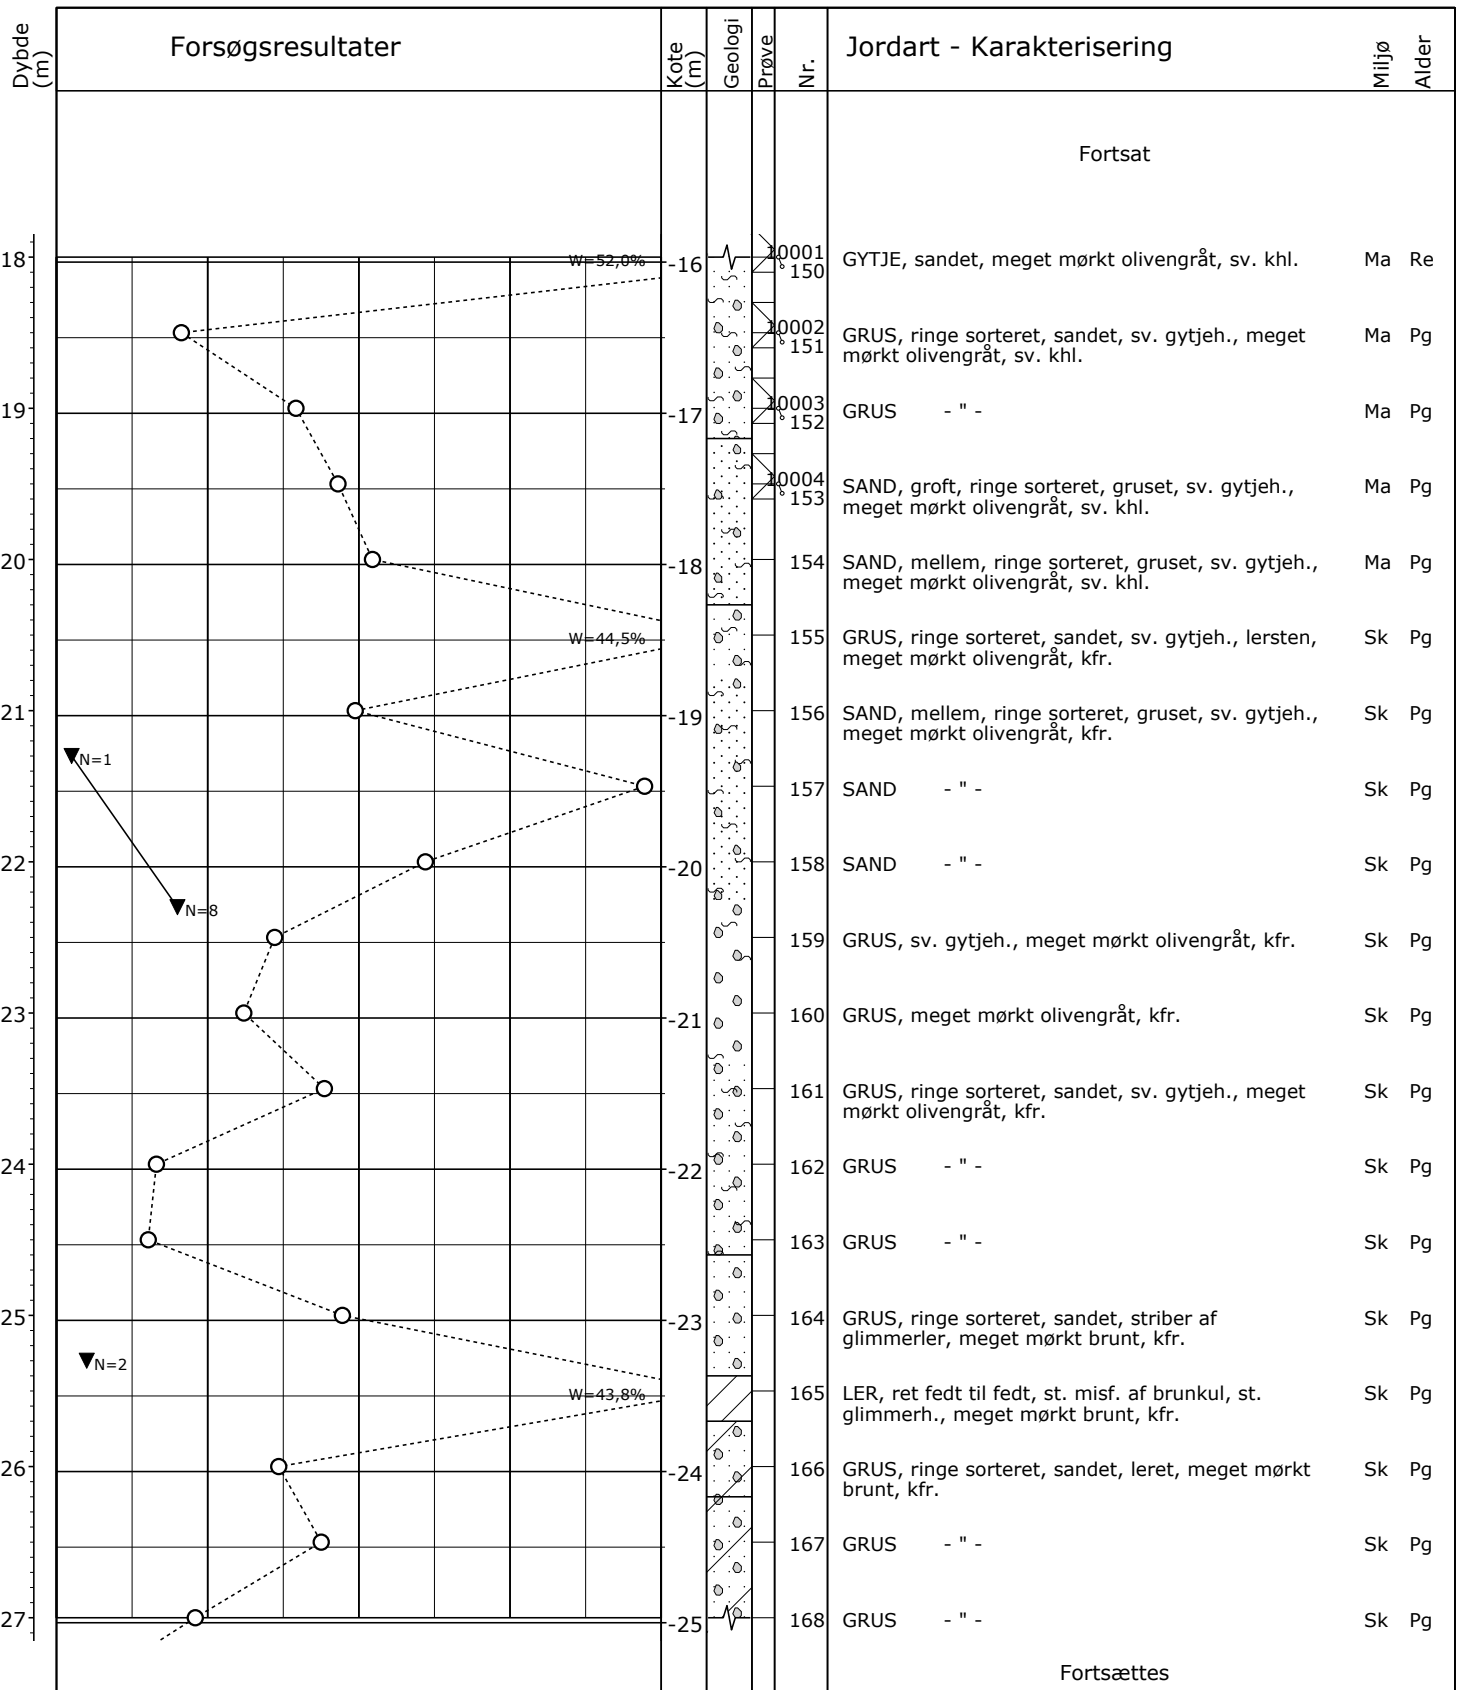 Dybde (m) Forsøgsresultater Kote (m) Geologi Prøve Nr. Jordart - Karakterisering Miljø Alder
Fortsat
18 W=52,0% -16 10001 150 GYTJE, sandet, meget mørkt olivengråt, sv. khl. Ma Re
10002 151 GRUS, ringe sorteret, sandet, sv. gytjeh., meget Ma Pg
mørkt olivengråt, sv. khl.
19 -17 10003 152 GRUS - " - Ma Pg
10004 153 SAND, groft, ringe sorteret, gruset, sv. gytjeh., Ma Pg
meget mørkt olivengråt, sv. khl.
20 -18 154 SAND, mellem, ringe sorteret, gruset, sv. gytjeh., Ma Pg
meget mørkt olivengråt, sv. khl.
W=44,5% 155 GRUS, ringe sorteret, sandet, sv. gytjeh., lersten, Sk Pg
meget mørkt olivengråt, kfr.
21 -19 156 SAND, mellem, ringe sorteret, gruset, sv. gytjeh., Sk Pg
meget mørkt olivengråt, kfr.
N=1
157 SAND - " - Sk Pg
22 -20 158 SAND - " - Sk Pg
N=8
159 GRUS, sv. gytjeh., meget mørkt olivengråt, kfr. Sk Pg
23 -21 160 GRUS, meget mørkt olivengråt, kfr. Sk Pg
161 GRUS, ringe sorteret, sandet, sv. gytjeh., meget Sk Pg
mørkt olivengråt, kfr.
24 -22 162 GRUS - " - Sk Pg
163 GRUS - " - Sk Pg
25 -23 164 GRUS, ringe sorteret, sandet, striber af Sk Pg
glimmerler, meget mørkt brunt, kfr.
N=2
W=43,8% 165 LER, ret fedt til fedt, st. misf. af brunkul, st. Sk Pg
glimmerh., meget mørkt brunt, kfr.
26 -24 166 GRUS, ringe sorteret, sandet, leret, meget mørkt Sk Pg
brunt, kfr.
167 GRUS - " - Sk Pg
27 -25 168 GRUS - " - Sk Pg
Fortsættes